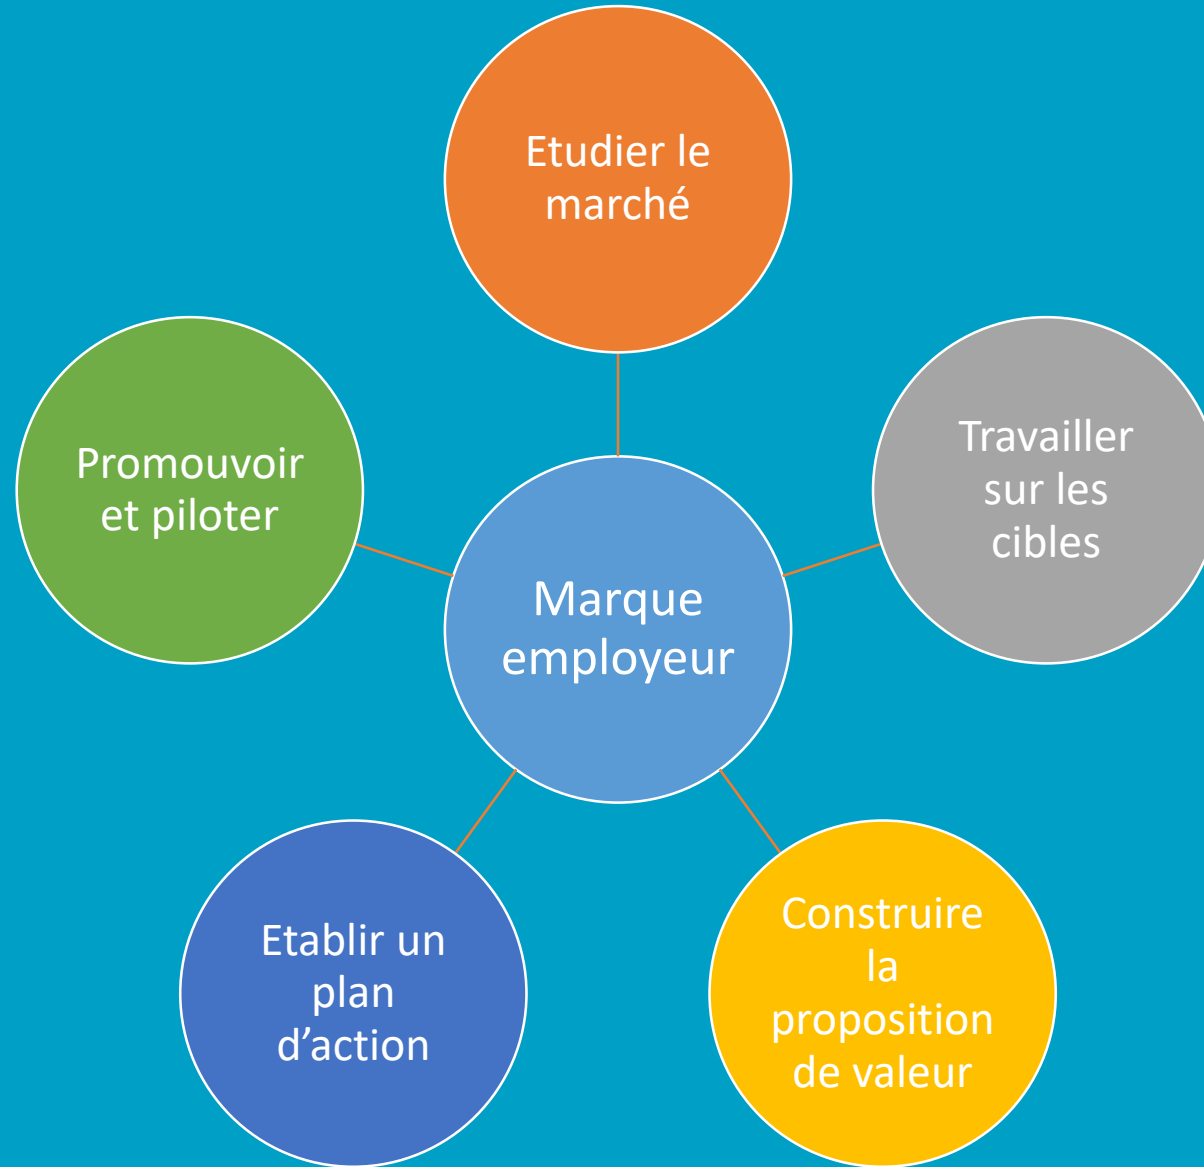 Etudier le
marché
Travailler
sur les
cibles
Construire
la
proposition
de valeur
Etablir un
plan
d’action
Promouvoir
et piloter
Marque
employeur